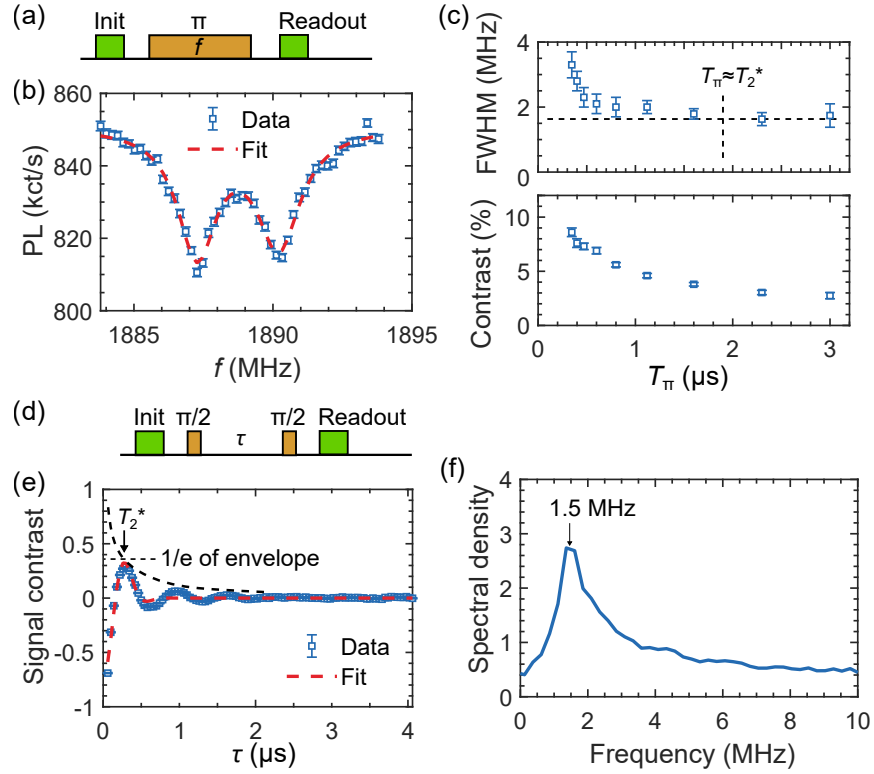 (a)
Init
π
Readout
f
(b)
860
840
820
800
PL (kct/s)
Data
Fit
1885
1890
1895
f (MHz)
(c)
4
2
0
FWHM (MHz)
Tπ≈T2*
10
5
0
Contrast (%)
0
1
2
3
Tπ (μs)
(d)
Init
π/2
π/2
Readout
τ
(e)
1
0.5
0
-0.5
-1
Signal contrast
T2*
1/e of envelope
Data
Fit
0
1
2
3
4
τ (μs)
(f)
4
3
2
1
0
Spectral density
1.5 MHz
0
2
4
6
8
10
Frequency (MHz)